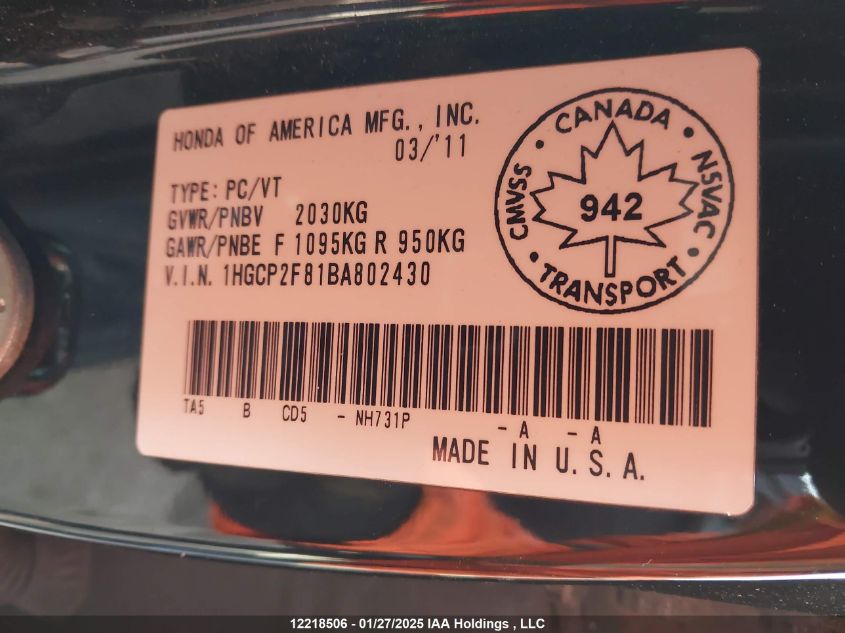 HONDA OF AMERICA MFG., INC.
03/'11
TYPE: PC/VT
GVWR/PNBV 2030KG
GAWR/PNBE F 1095KG R 950KG
V.I.N. 1HGCP2F81BA802430
CANADA
CMVSS
NSVAC
942
TRANSPORT
TA5 B CD5 - NH731P - A - A
MADE IN U.S.A.
12218506 - 01/27/2025 IAA Holdings , LLC